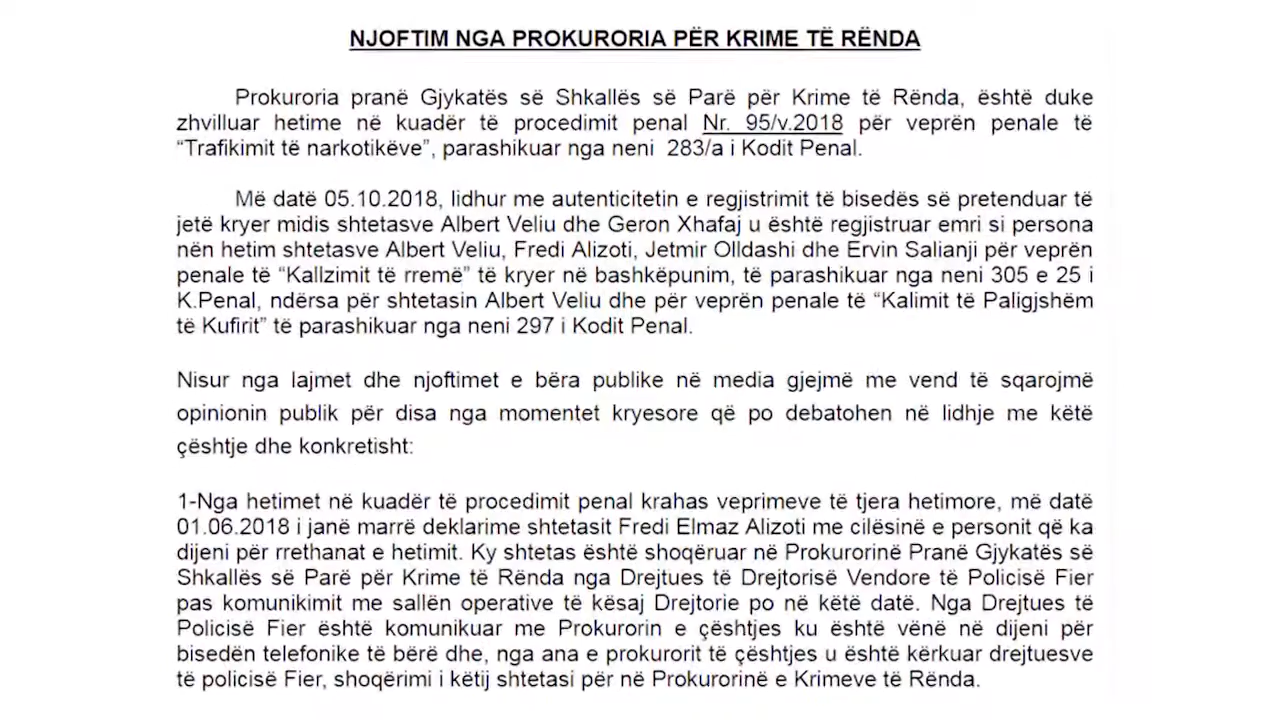 NJOFTIM NGA PROKURORIA PËR KRIME TË RËNDA
Prokuroria pranë Gjykatës së Shkallës së Parë për Krime të Rënda, është duke
zhvilluar hetime në kuadër të procedimit penal Nr. 95/v.2018 për veprën penale të
“Trafikimit të narkotikëve”, parashikuar nga neni 283/a i Kodit Penal.
Më datë 05.10.2018, lidhur me autenticitetin e regjistrimit të bisedës së pretenduar të
jetë kryer midis shtetasve Albert Veliu dhe Geron Xhafaj u është regjistruar emri si persona
nën hetim shtetasve Albert Veliu, Fredi Alizoti, Jetmir Olldashi dhe Ervin Salianji për veprën
penale të “Kallzimit të rremë” të kryer në bashkëpunim, të parashikuar nga neni 305 e 25 i
K.Penal, ndërsa për shtetasin Albert Veliu dhe për veprën penale të “Kalimit të Paligjshëm
të Kufirit” të parashikuar nga neni 297 i Kodit Penal.
Nisur nga lajmet dhe njoftimet e bëra publike në media gjejmë me vend të sqarojmë
opinionin publik për disa nga momentet kryesore që po debatohen në lidhje me këtë
çështje dhe konkretisht:
1-Nga hetimet në kuadër të procedimit penal krahas veprimeve të tjera hetimore, më datë
01.06.2018 i janë marrë deklarime shtetasit Fredi Elmaz Alizoti me cilësinë e personit që ka
dijeni për rrethanat e hetimit. Ky shtetas është shoqëruar në Prokurorinë Pranë Gjykatës së
Shkallës së Parë për Krime të Rënda nga Drejtues të Drejtorisë Vendore të Policisë Fier
pas komunikimit me sallën operative të kësaj Drejtorie po në këtë datë. Nga Drejtues të
Policisë Fier është komunikuar me Prokurorin e çështjes ku është vënë në dijeni për
bisedën telefonike të bërë dhe, nga ana e prokurorit të çështjes u është kërkuar drejtuesve
të policisë Fier, shoqërimi i këtij shtetasi për në Prokurorinë e Krimeve të Rënda.